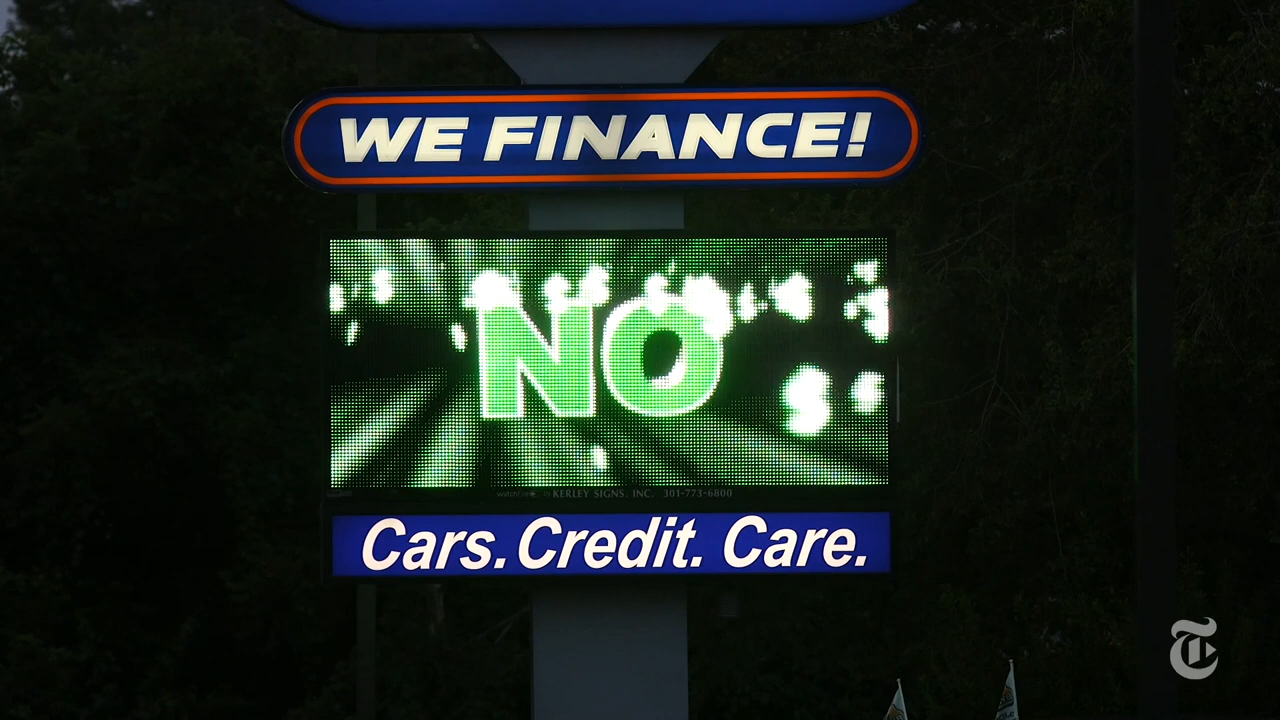 WE FINANCE!
NO
KERLEY SIGNS, INC. 301-773-6800
Cars. Credit. Care.
T